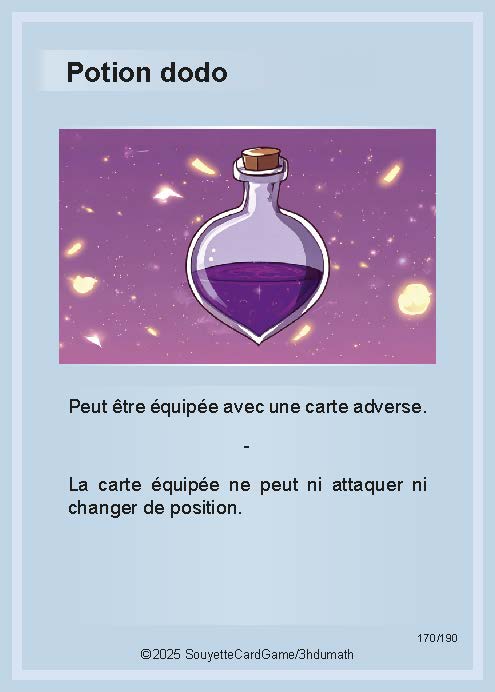 Potion dodo
Peut être équipée avec une carte adverse.
-
La carte équipée ne peut ni attaquer ni
changer de position.
170/190
©2025 SouyetteCardGame/3hdumath